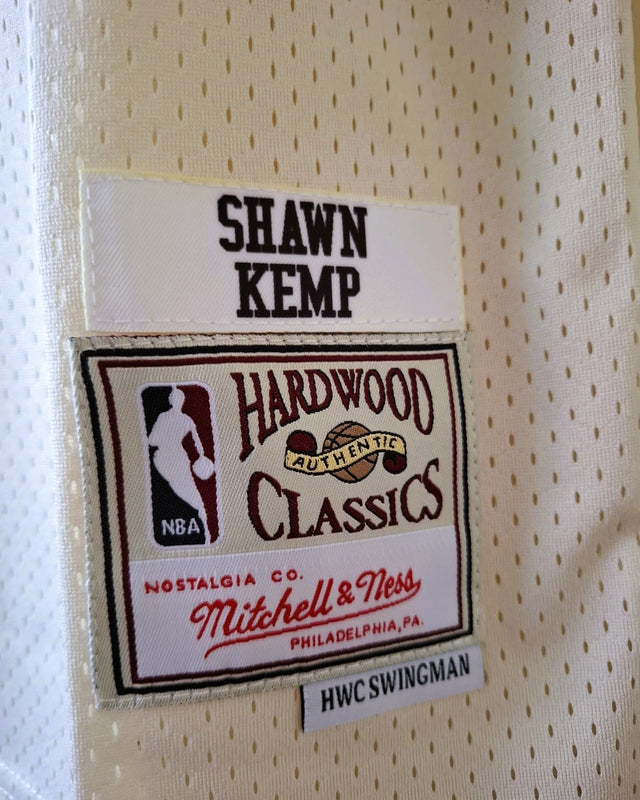 SHAWN
KEMP
HARDWOOD
AUTHENTIC
CLASSICS
NBA
NOSTALGIA CO.
Mitchell & Ness
PHILADELPHIA, PA.
HWC SWINGMAN